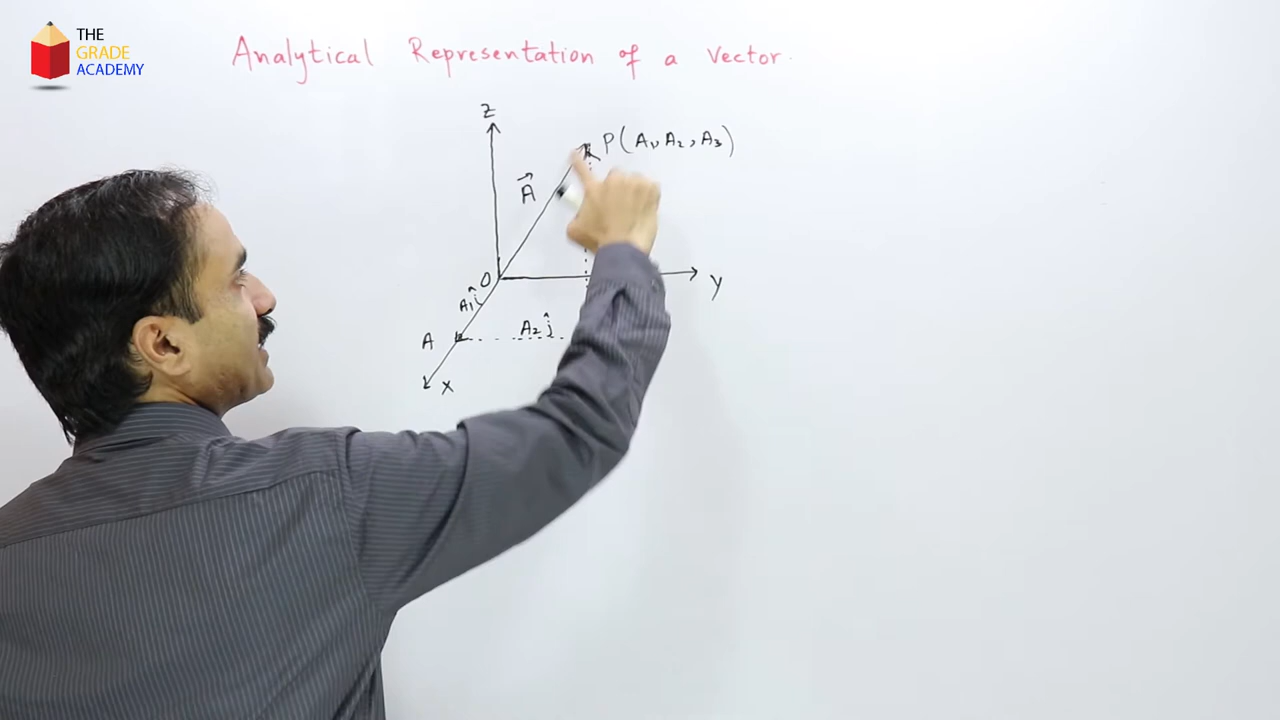 THE
GRADE
ACADEMY
Analytical Representation of a Vector.
Z
P(A₁, A₂, A₃)
A⃗
O
Y
A₁î
A
A₂ĵ
X